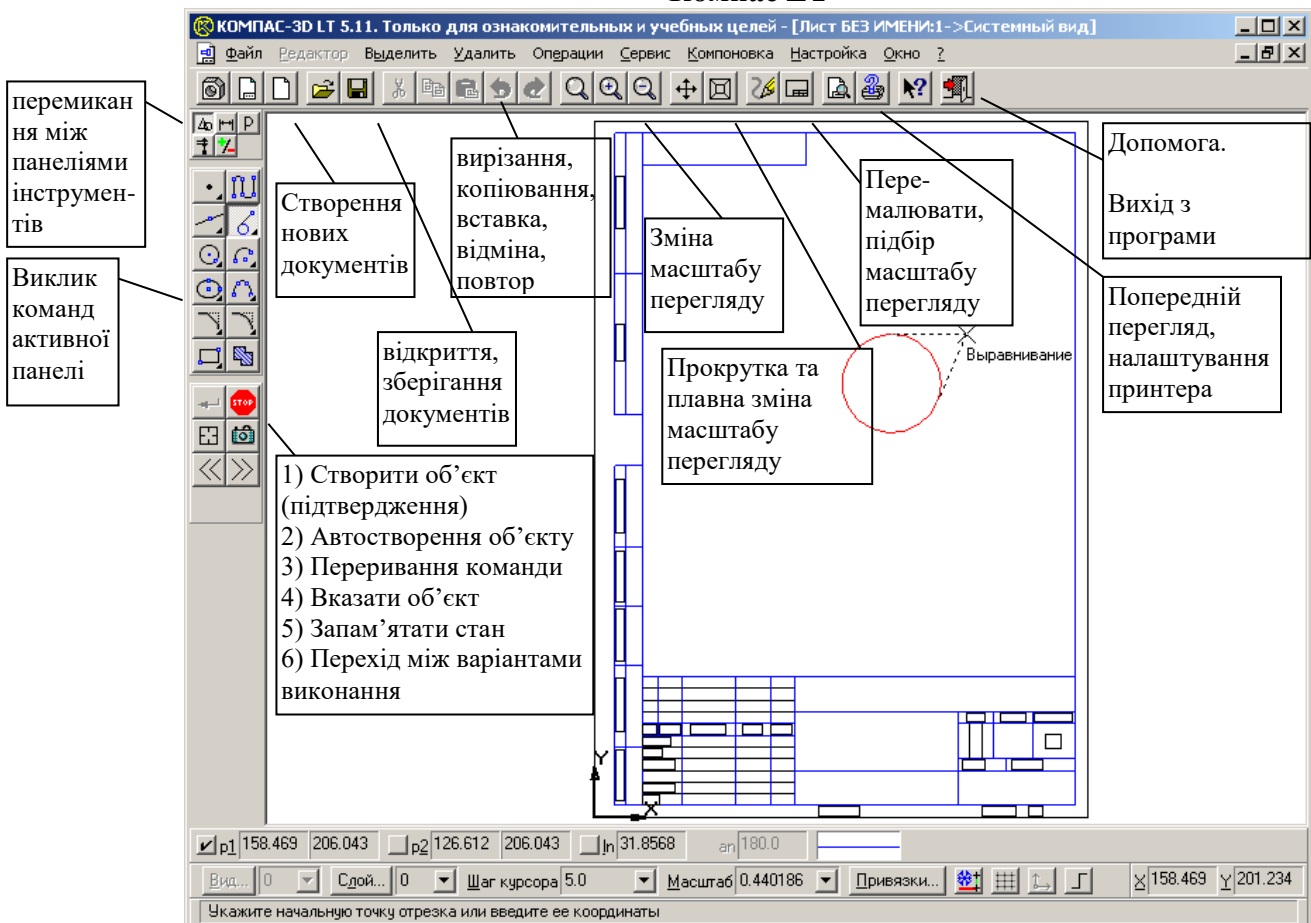 КОМПАС-3D LT 5.11. Только для ознакомительных и учебных целей - [Лист БЕЗ ИМЕНИ:1->Системный вид]
Файл Редактор Выделить Удалить Операции Сервис Компоновка Настройка Окно ?
перемикан
ня між
панеліями
інструмен-
тів
Виклик
команд
активної
панелі
Створення
нових
документів
відкриття,
зберігання
документів
вирізання,
копіювання,
вставка,
відміна,
повтор
Зміна
масштабу
перегляду
Прокрутка та
плавна зміна
масштабу
перегляду
Пере-
малювати,
підбір
масштабу
перегляду
Допомога.
Вихід з
програми
Попередній
перегляд,
налаштування
принтера
Выравнивание
STOP
1) Створити об’єкт
(підтвердження)
2) Автостворення об’єкту
3) Переривання команди
4) Вказати об’єкт
5) Запам’ятати стан
6) Перехід між варіантами
виконання
Y
X
p1 158.469 206.043 p2 126.612 206.043 ln 31.8568 an 180.0
Вид... 0 Слой... 0 Шаг курсора 5.0 Масштаб 0.440186 Привязки... X 158.469 Y 201.234
Укажите начальную точку отрезка или введите ее координаты